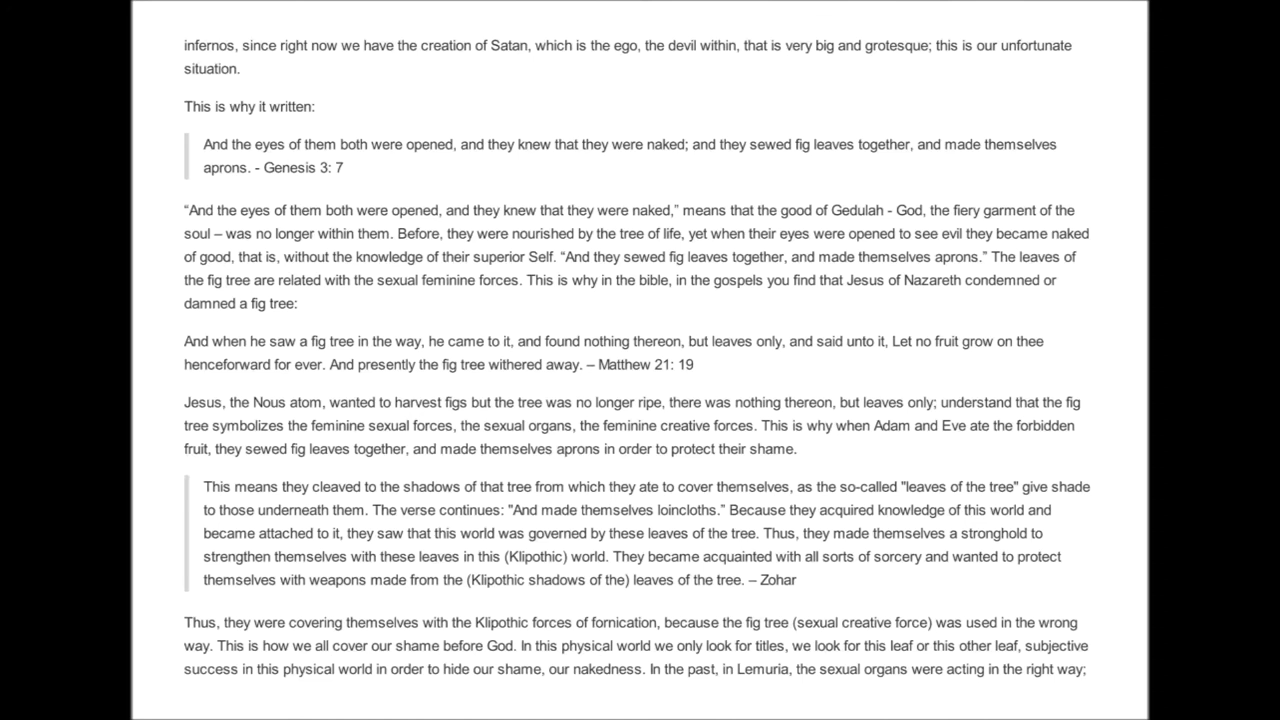 infernos, since right now we have the creation of Satan, which is the ego, the devil within, that is very big and grotesque; this is our unfortunate
situation.
This is why it written:
And the eyes of them both were opened, and they knew that they were naked; and they sewed fig leaves together, and made themselves
aprons. - Genesis 3: 7
“And the eyes of them both were opened, and they knew that they were naked,” means that the good of Gedulah - God, the fiery garment of the
soul – was no longer within them. Before, they were nourished by the tree of life, yet when their eyes were opened to see evil they became naked
of good, that is, without the knowledge of their superior Self. “And they sewed fig leaves together, and made themselves aprons.” The leaves of
the fig tree are related with the sexual feminine forces. This is why in the bible, in the gospels you find that Jesus of Nazareth condemned or
damned a fig tree:
And when he saw a fig tree in the way, he came to it, and found nothing thereon, but leaves only, and said unto it, Let no fruit grow on thee
henceforward for ever. And presently the fig tree withered away. – Matthew 21: 19
Jesus, the Nous atom, wanted to harvest figs but the tree was no longer ripe, there was nothing thereon, but leaves only; understand that the fig
tree symbolizes the feminine sexual forces, the sexual organs, the feminine creative forces. This is why when Adam and Eve ate the forbidden
fruit, they sewed fig leaves together, and made themselves aprons in order to protect their shame.
This means they cleaved to the shadows of that tree from which they ate to cover themselves, as the so-called "leaves of the tree" give shade
to those underneath them. The verse continues: "And made themselves loincloths.” Because they acquired knowledge of this world and
became attached to it, they saw that this world was governed by these leaves of the tree. Thus, they made themselves a stronghold to
strengthen themselves with these leaves in this (Klipothic) world. They became acquainted with all sorts of sorcery and wanted to protect
themselves with weapons made from the (Klipothic shadows of the) leaves of the tree. – Zohar
Thus, they were covering themselves with the Klipothic forces of fornication, because the fig tree (sexual creative force) was used in the wrong
way. This is how we all cover our shame before God. In this physical world we only look for titles, we look for this leaf or this other leaf, subjective
success in this physical world in order to hide our shame, our nakedness. In the past, in Lemuria, the sexual organs were acting in the right way;